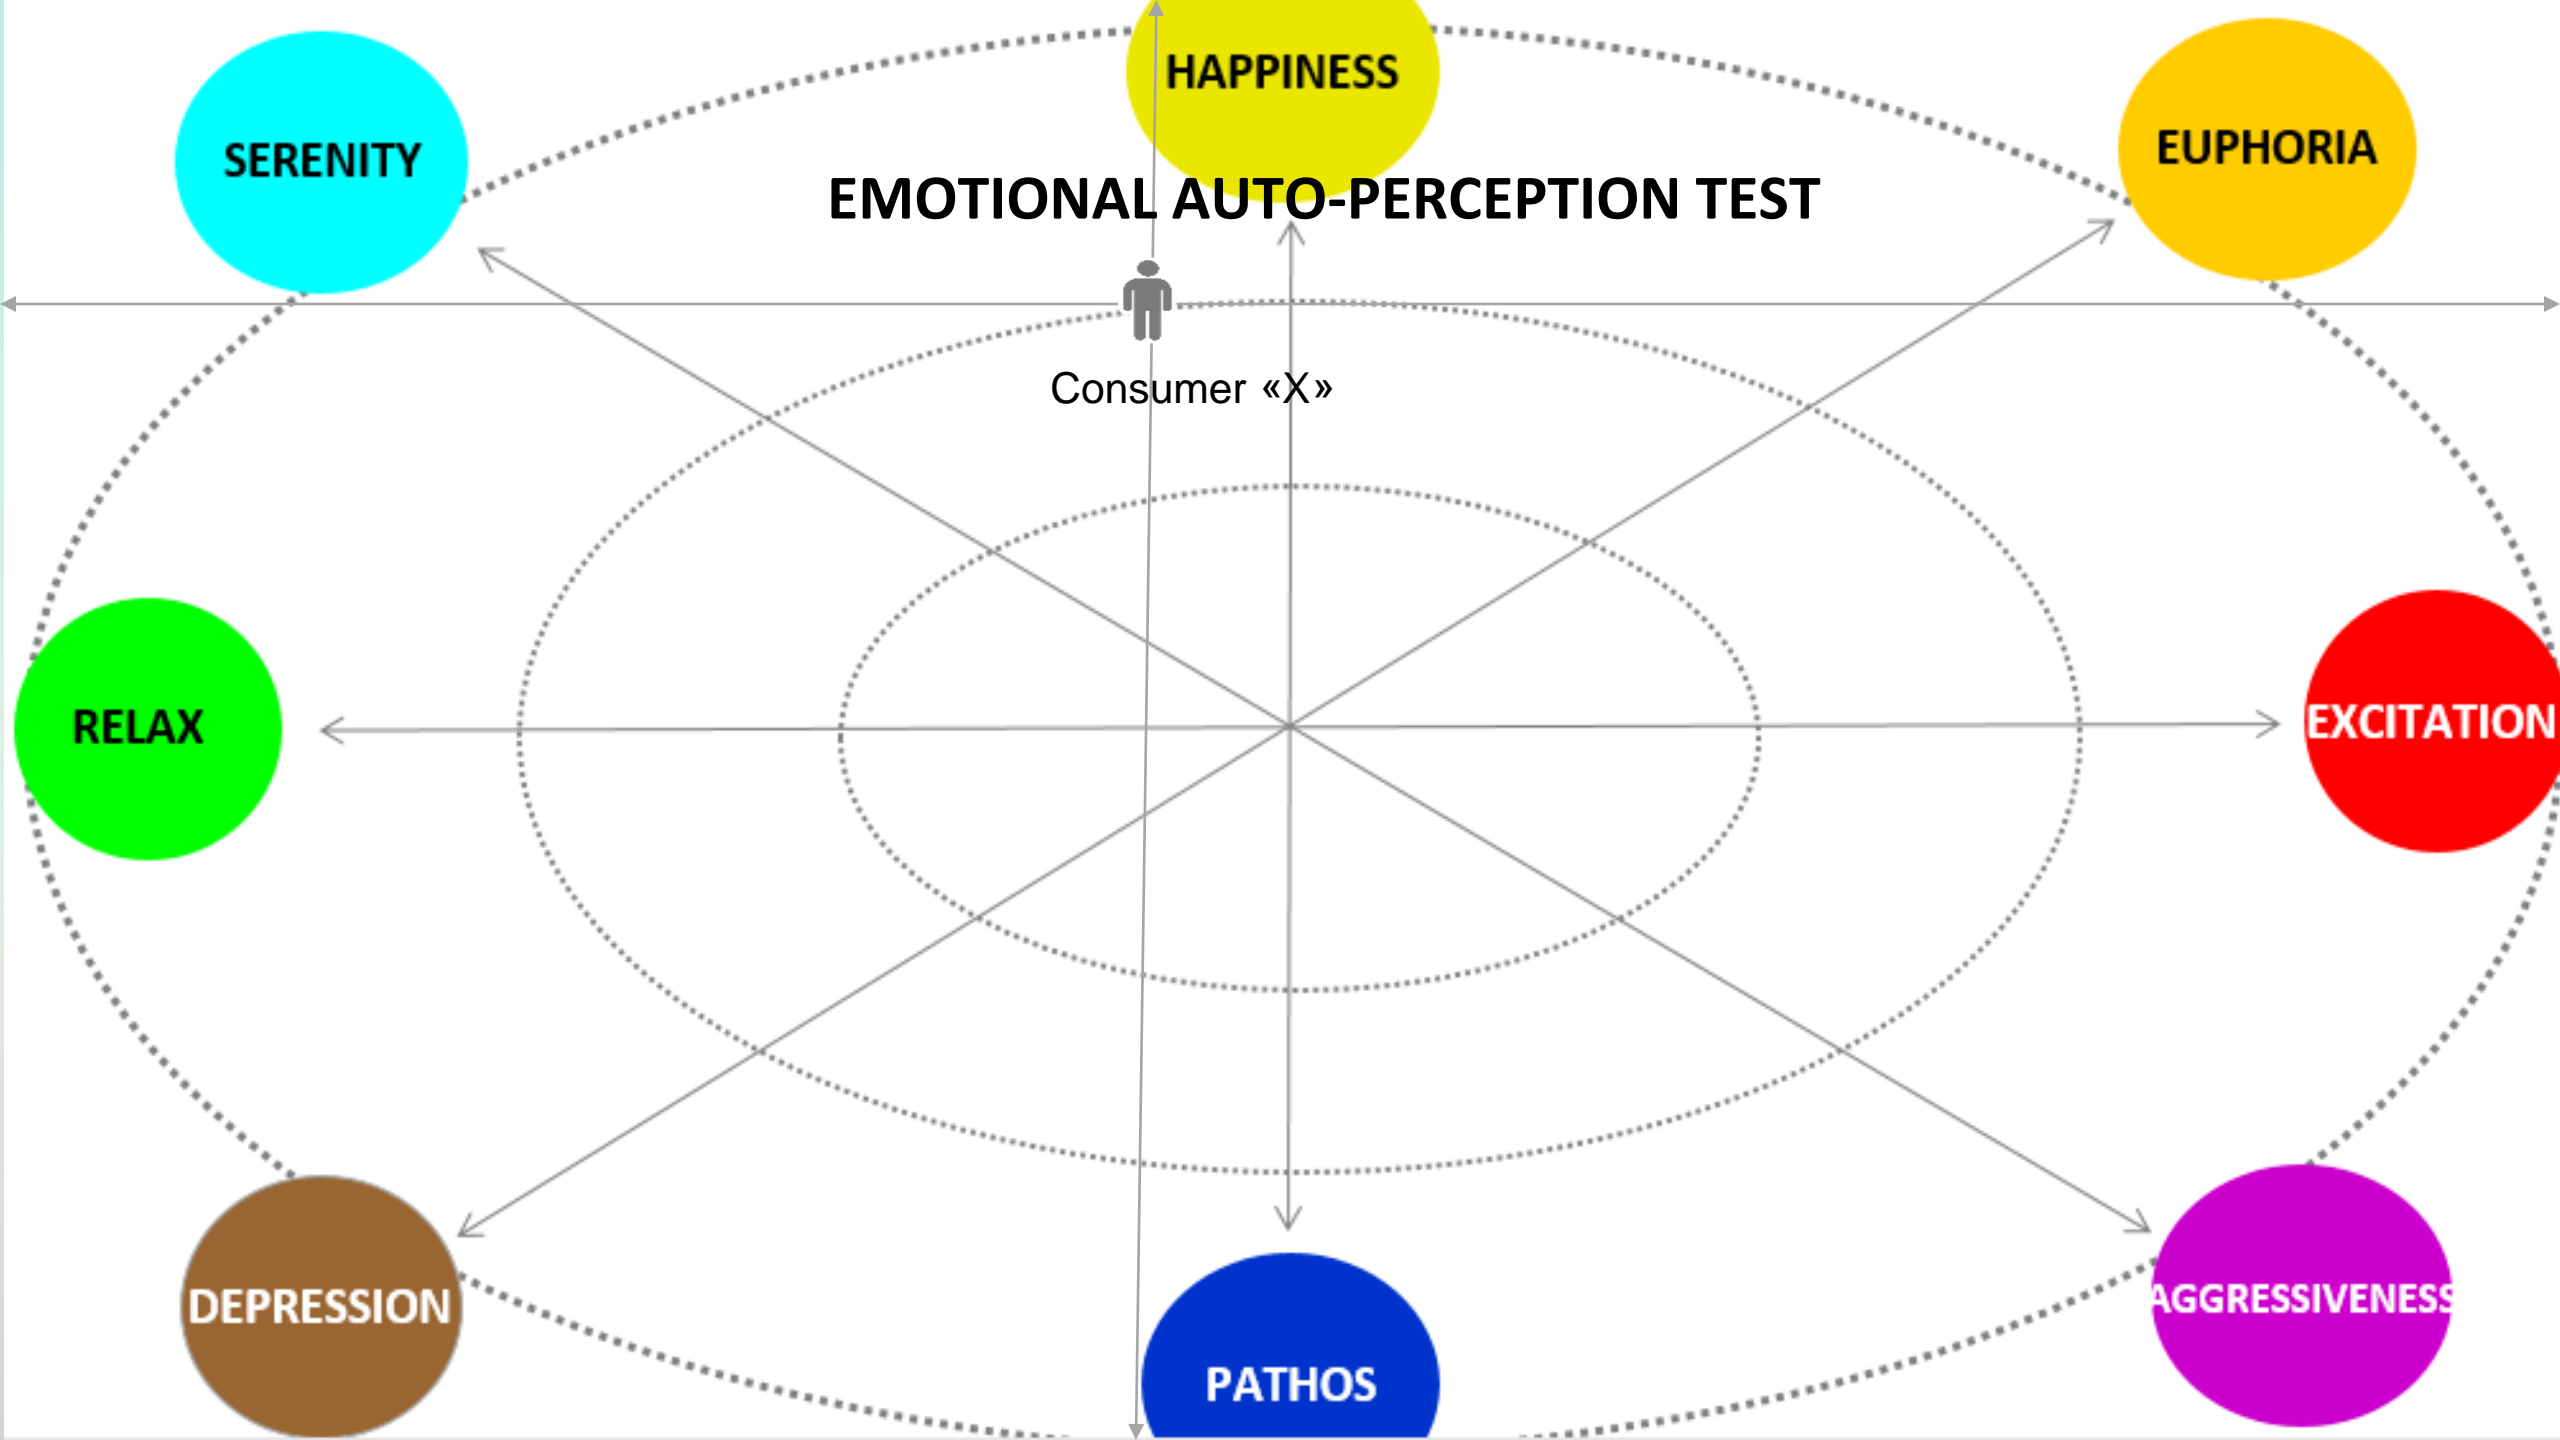 HAPPINESS
EUPHORIA
SERENITY
EMOTIONAL AUTO-PERCEPTION TEST
Consumer «X»
RELAX
EXCITATION
DEPRESSION
AGGRESSIVENESS
PATHOS